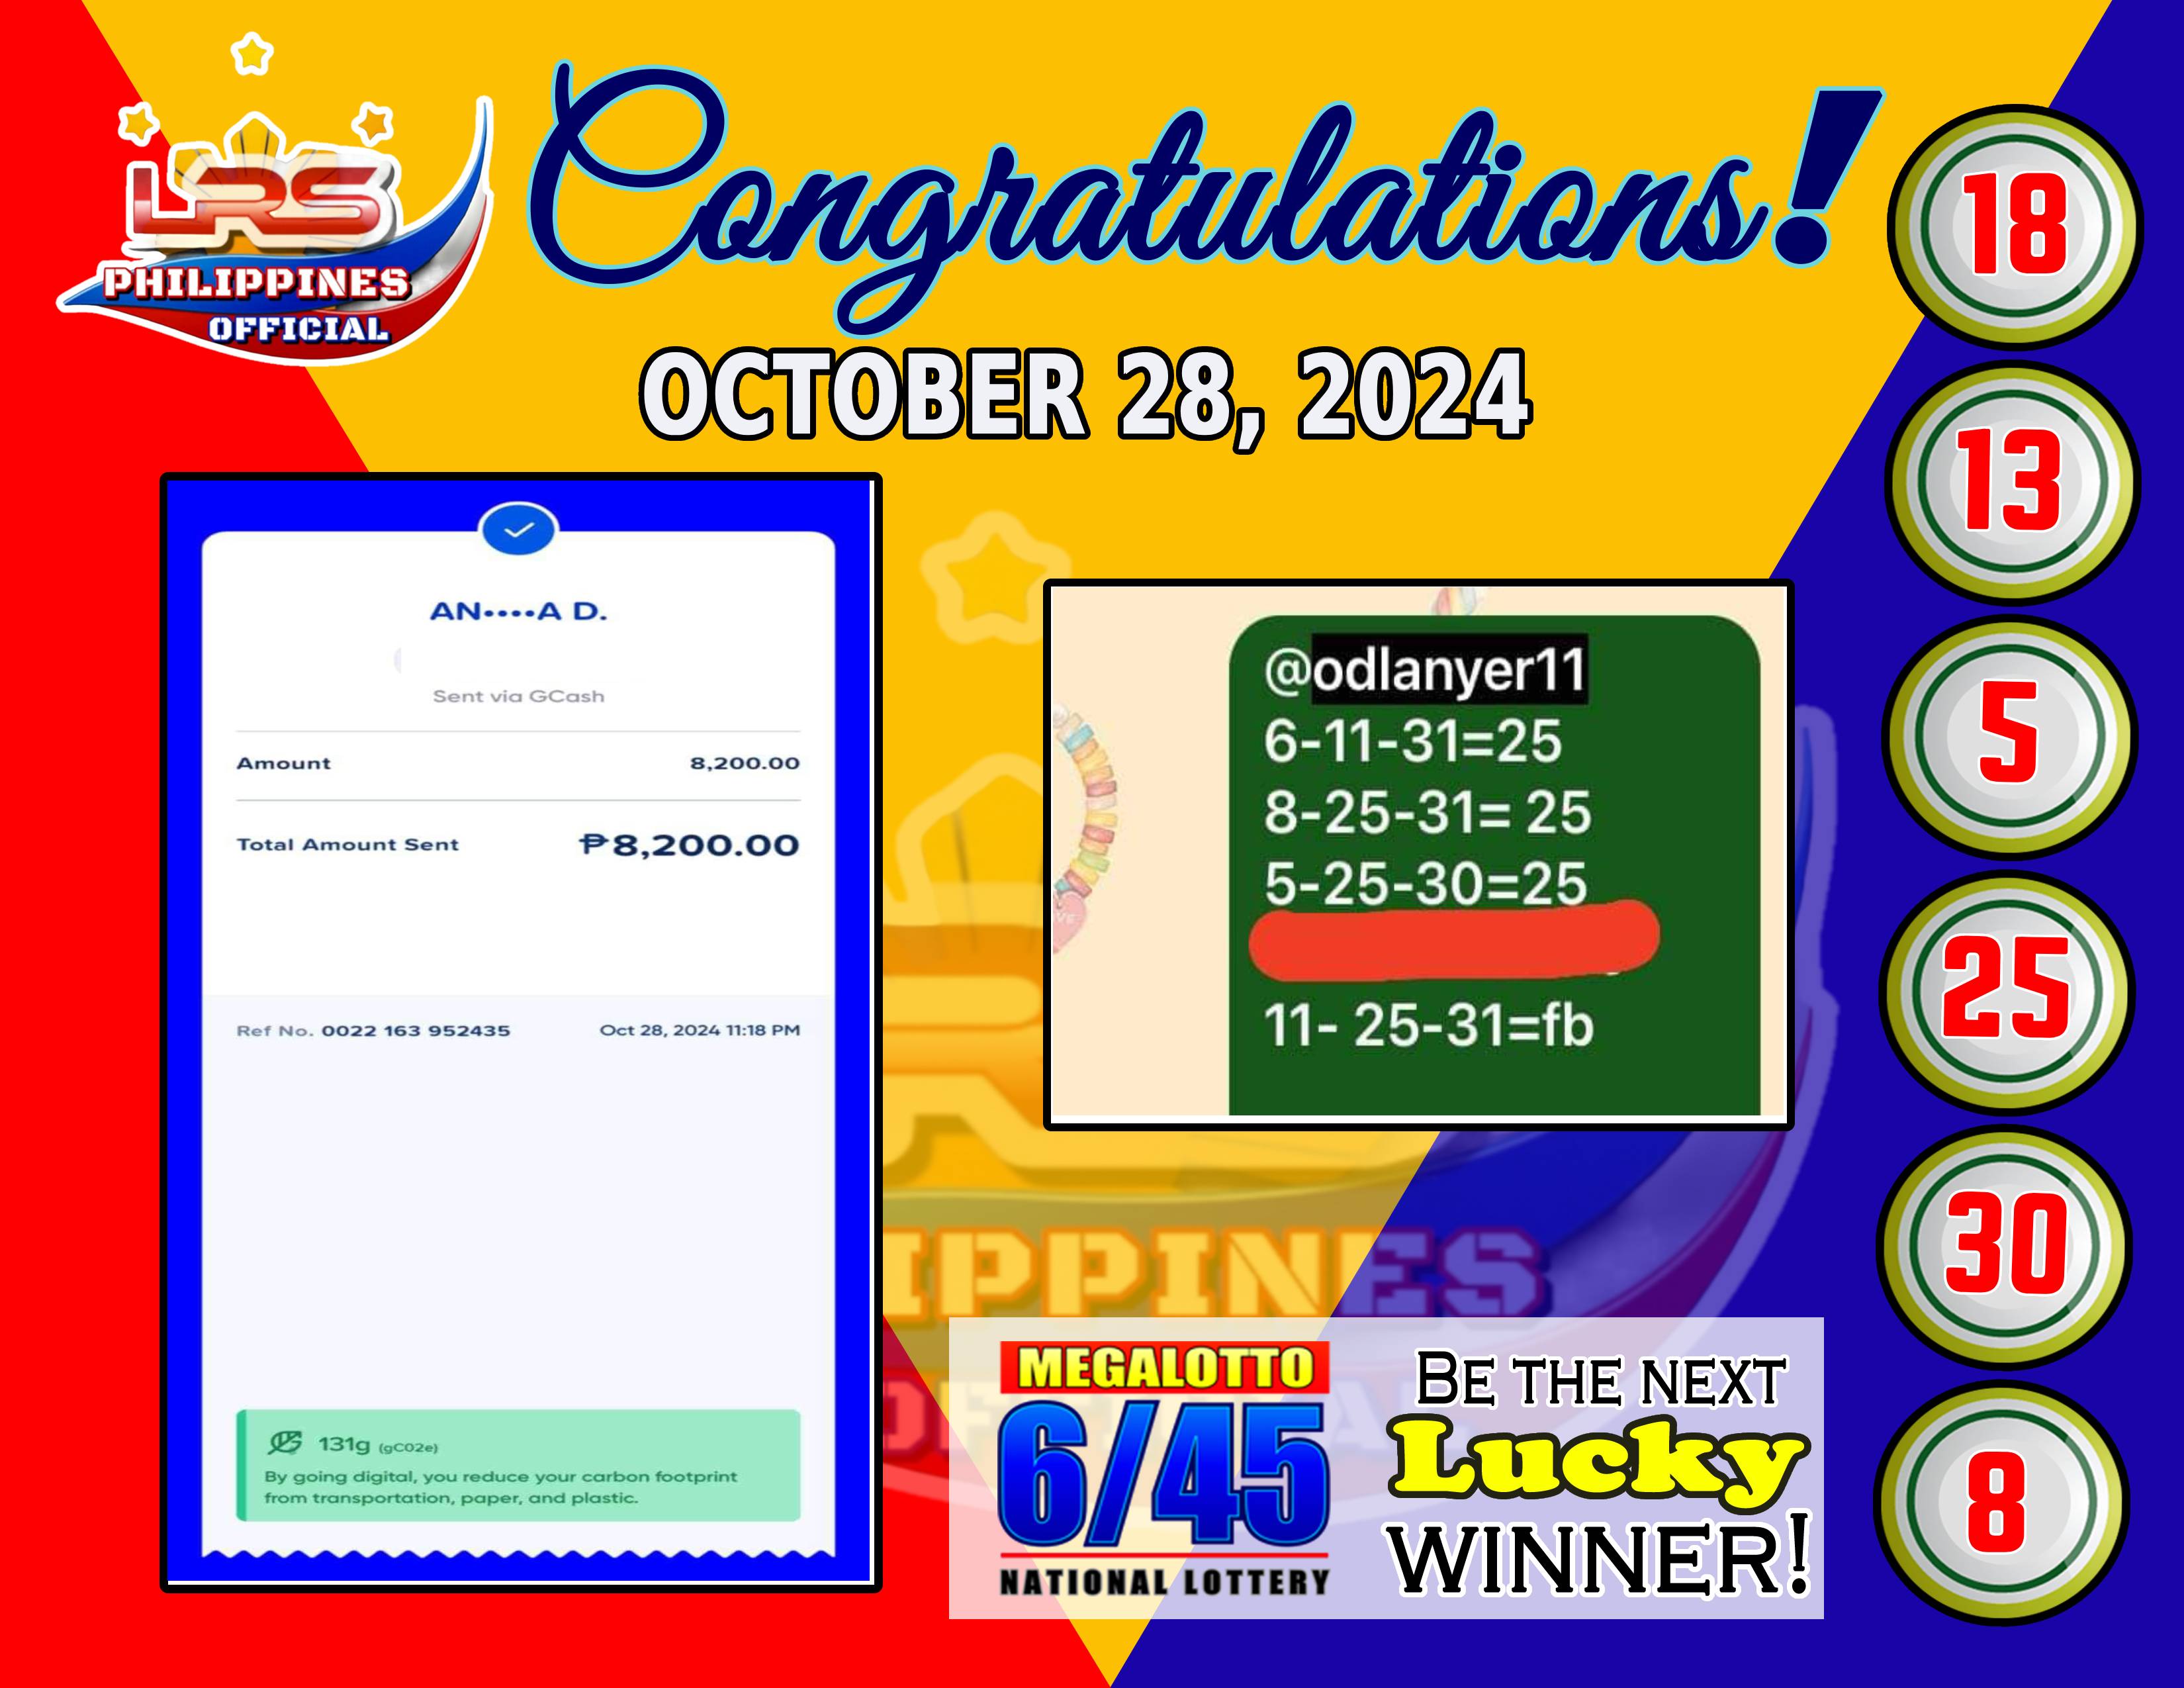 LRS
PHILIPPINES
OFFICIAL
Congratulations!
OCTOBER 28, 2024
AN••••A D.
Sent via GCash
Amount 8,200.00
Total Amount Sent ₱8,200.00
Ref No. 0022 163 952435 Oct 28, 2024 11:18 PM
131g (gCO2e)
By going digital, you reduce your carbon footprint
from transportation, paper, and plastic.
@odlanyer11
6-11-31=25
8-25-31= 25
5-25-30=25
11- 25-31=fb
MEGALOTTO
6/45
NATIONAL LOTTERY
BE THE NEXT
Lucky
WINNER!
18
13
5
25
30
8